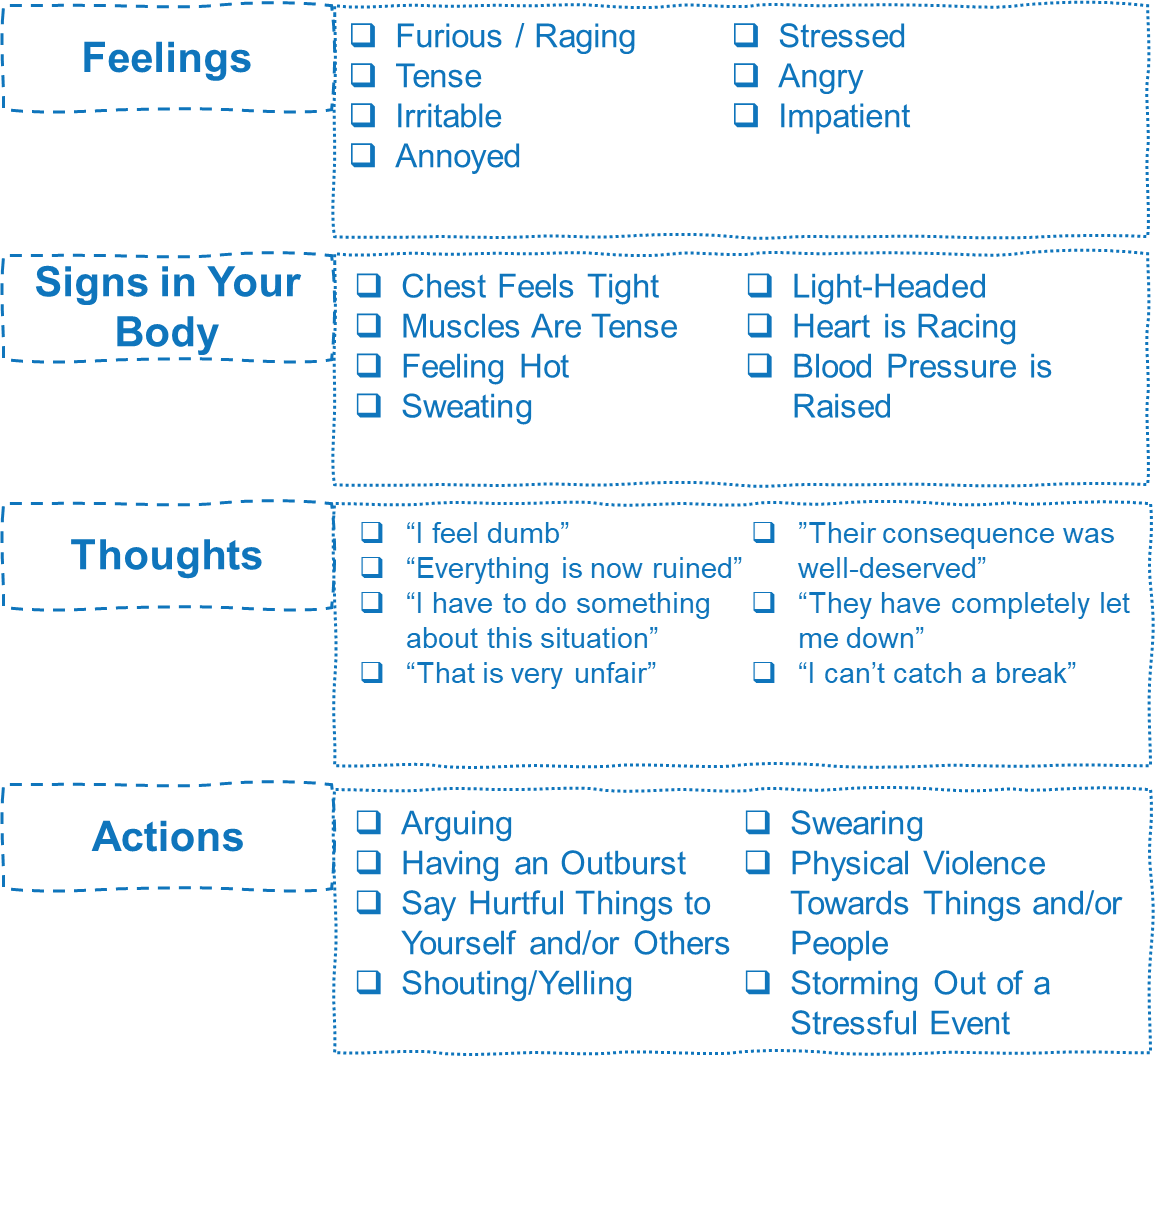 Feelings
❑ Furious / Raging
❑ Tense
❑ Irritable
❑ Annoyed
❑ Stressed
❑ Angry
❑ Impatient
Signs in Your
Body
❑ Chest Feels Tight
❑ Muscles Are Tense
❑ Feeling Hot
❑ Sweating
❑ Light-Headed
❑ Heart is Racing
❑ Blood Pressure is
Raised
Thoughts
❑ “I feel dumb”
❑ “Everything is now ruined”
❑ “I have to do something
about this situation”
❑ “That is very unfair”
❑ ”Their consequence was
well-deserved”
❑ “They have completely let
me down”
❑ “I can’t catch a break”
Actions
❑ Arguing
❑ Having an Outburst
❑ Say Hurtful Things to
Yourself and/or Others
❑ Shouting/Yelling
❑ Swearing
❑ Physical Violence
Towards Things and/or
People
❑ Storming Out of a
Stressful Event